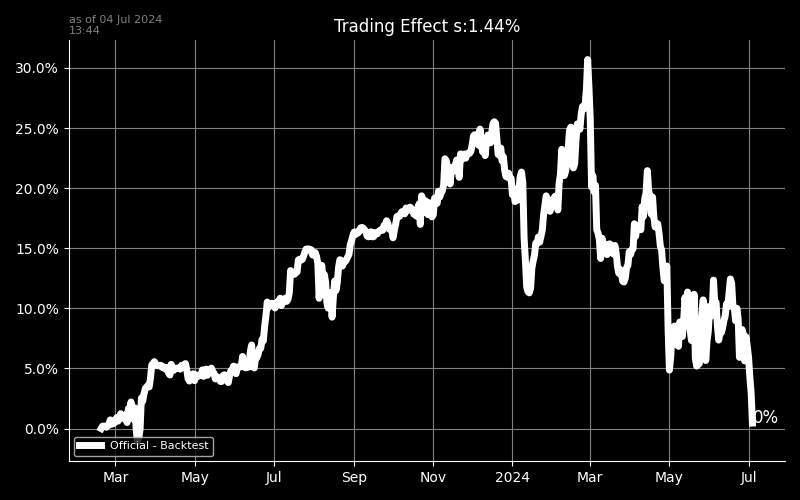 as of 04 Jul 2024
13:44
Trading Effect s:1.44%
30.0%
25.0%
20.0%
15.0%
10.0%
5.0%
0.0%
0%
Official - Backtest
Mar May Jul Sep Nov 2024 Mar May Jul